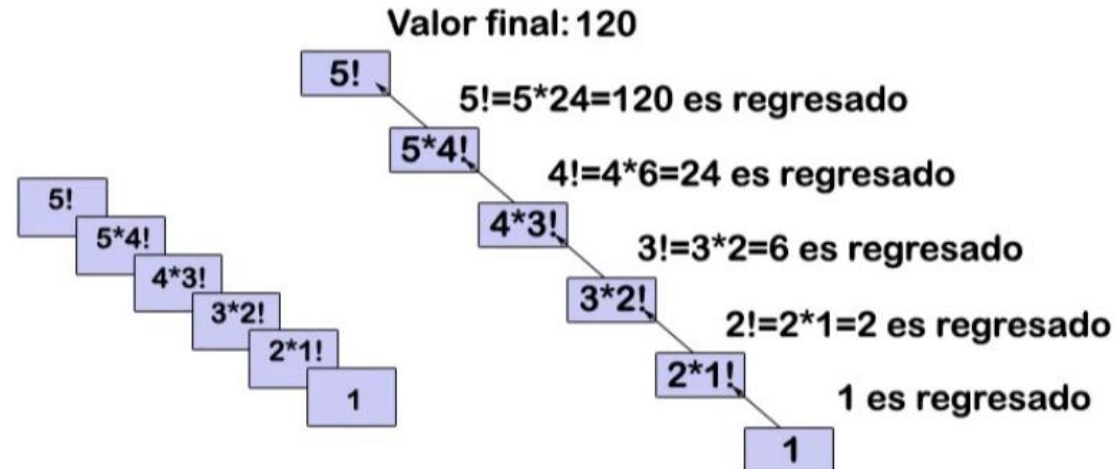 Valor final: 120
5!
5!=5*24=120 es regresado
5*4!
4!=4*6=24 es regresado
4*3!
3!=3*2=6 es regresado
3*2!
2!=2*1=2 es regresado
2*1!
1 es regresado
1
5!
5*4!
4*3!
3*2!
2*1!
1